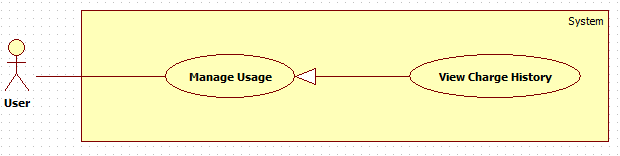 System
Manage Usage
View Charge History
User